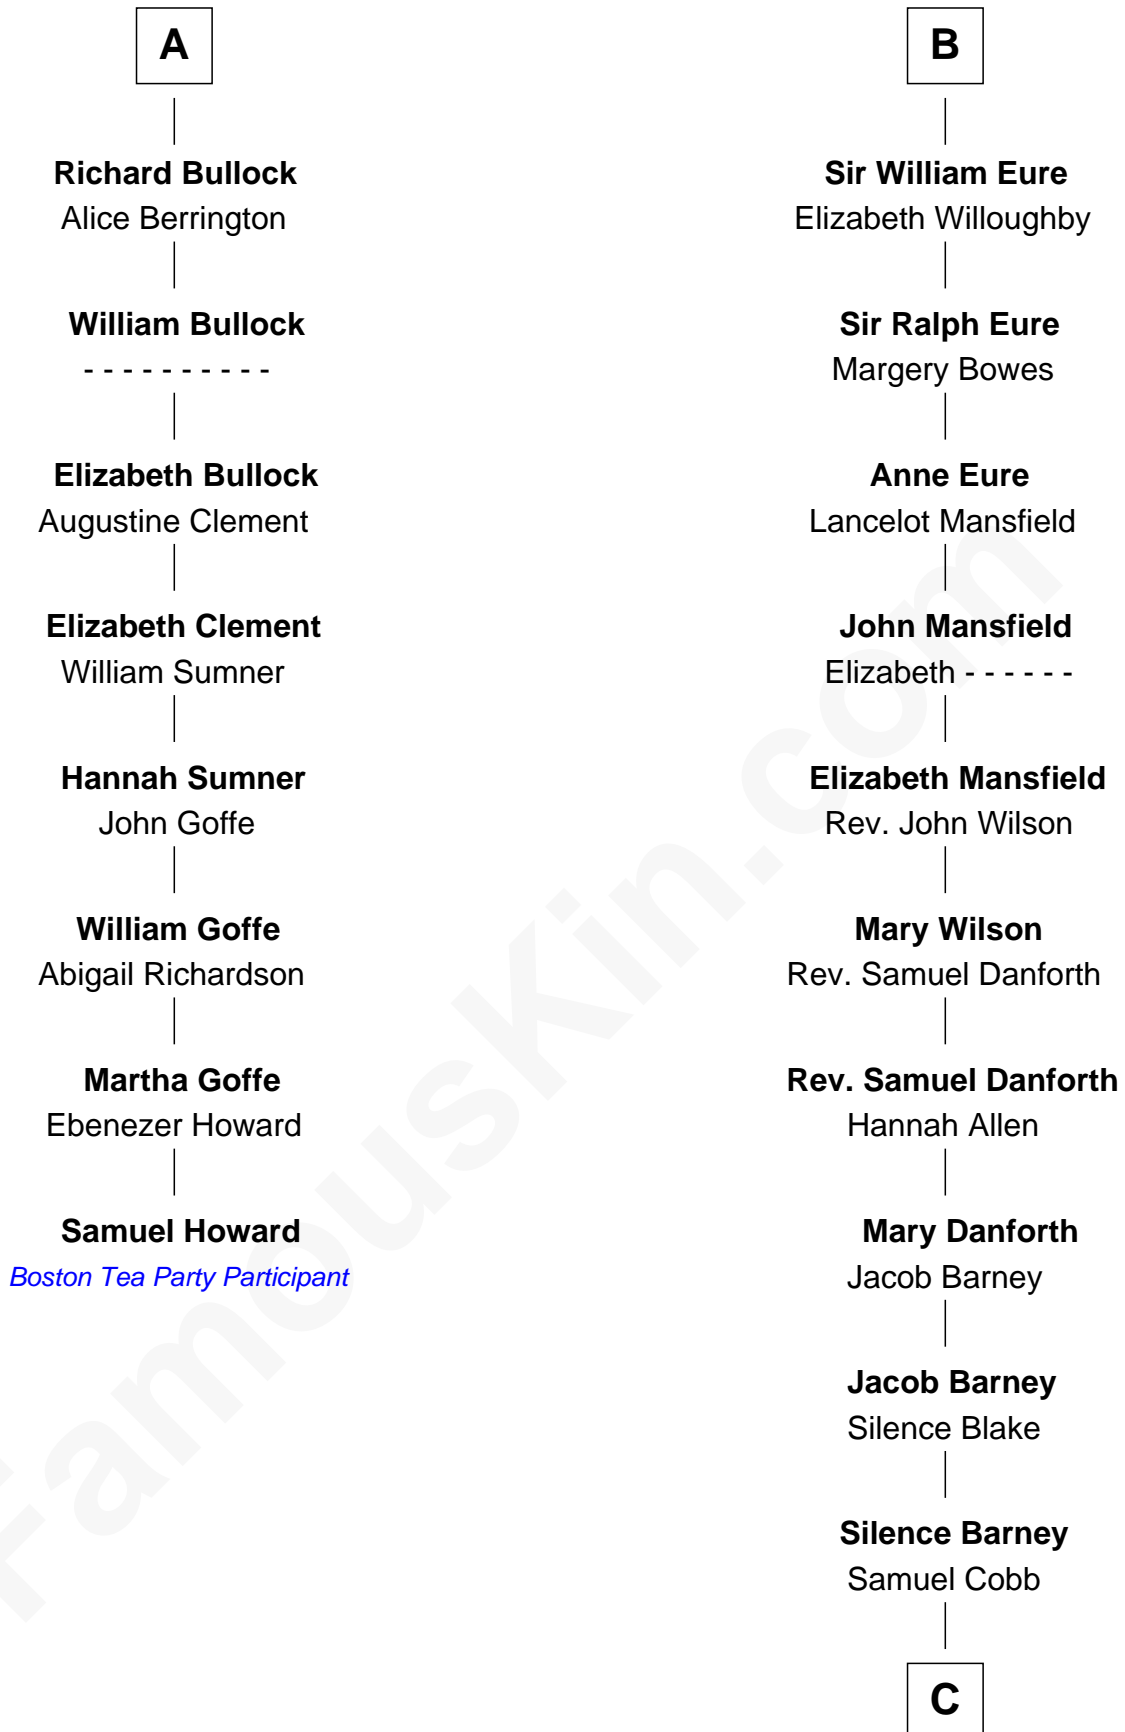 A
Richard Bullock
Alice Berrington
William Bullock
- - - - - - - - - -
Elizabeth Bullock
Augustine Clement
Elizabeth Clement
William Sumner
Hannah Sumner
John Goffe
William Goffe
Abigail Richardson
Martha Goffe
Ebenezer Howard
Samuel Howard
Boston Tea Party Participant
B
Sir William Eure
Elizabeth Willoughby
Sir Ralph Eure
Margery Bowes
Anne Eure
Lancelot Mansfield
John Mansfield
Elizabeth - - - - - -
Elizabeth Mansfield
Rev. John Wilson
Mary Wilson
Rev. Samuel Danforth
Rev. Samuel Danforth
Hannah Allen
Mary Danforth
Jacob Barney
Jacob Barney
Silence Blake
Silence Barney
Samuel Cobb
C
FamousKin.com